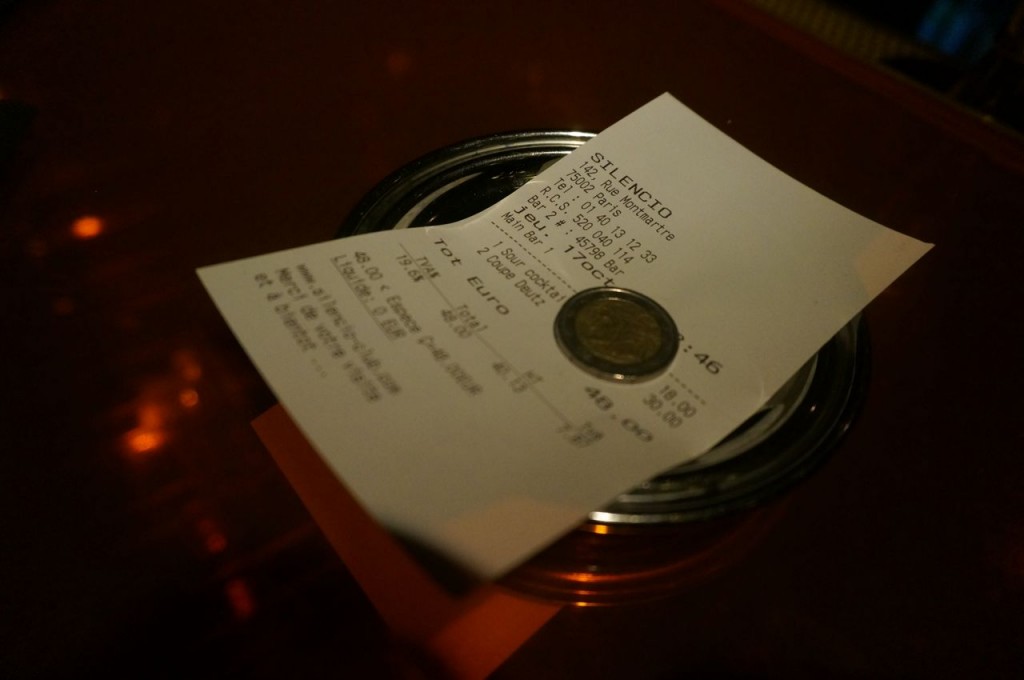 SILENCIO
142, Rue Montmartre
75002 Paris
Tel : 01 40 13 12 33
R.C.S. 520 040 114
Bar 2 # : 45798 Bar
jeu. 17oct :46
Main Bar 1
1 Sour cocktai 18.00
2 Coupe Deutz 30.00
Tot Euro 48.00
TVA% Total HT TVA
19.6% 48.00 40.13 7.87
48.00 < Espece C=48.00EUR
Liquide: 0 EUR
www.silencio-club.com
Merci de votre visite
et à bientot ...